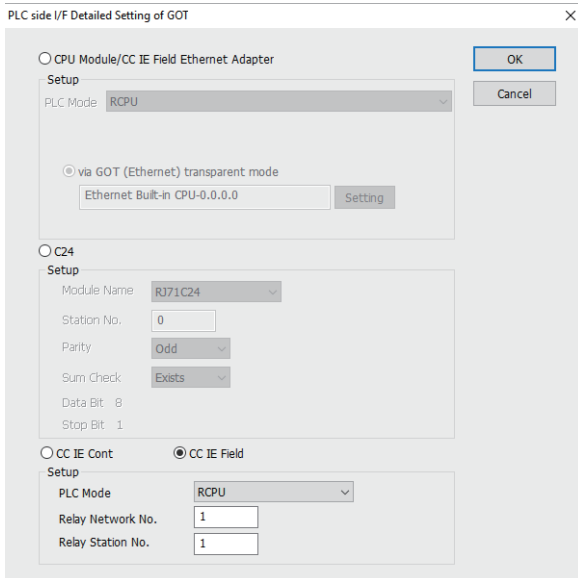 PLC side I/F Detailed Setting of GOT
CPU Module/CC IE Field Ethernet Adapter
OK
Setup
Cancel
PLC Mode RCPU
via GOT (Ethernet) transparent mode
Ethernet Built-in CPU-0.0.0.0 Setting
C24
Setup
Module Name RJ71C24
Station No. 0
Parity Odd
Sum Check Exists
Data Bit 8
Stop Bit 1
CC IE Cont CC IE Field
Setup
PLC Mode RCPU
Relay Network No. 1
Relay Station No. 1